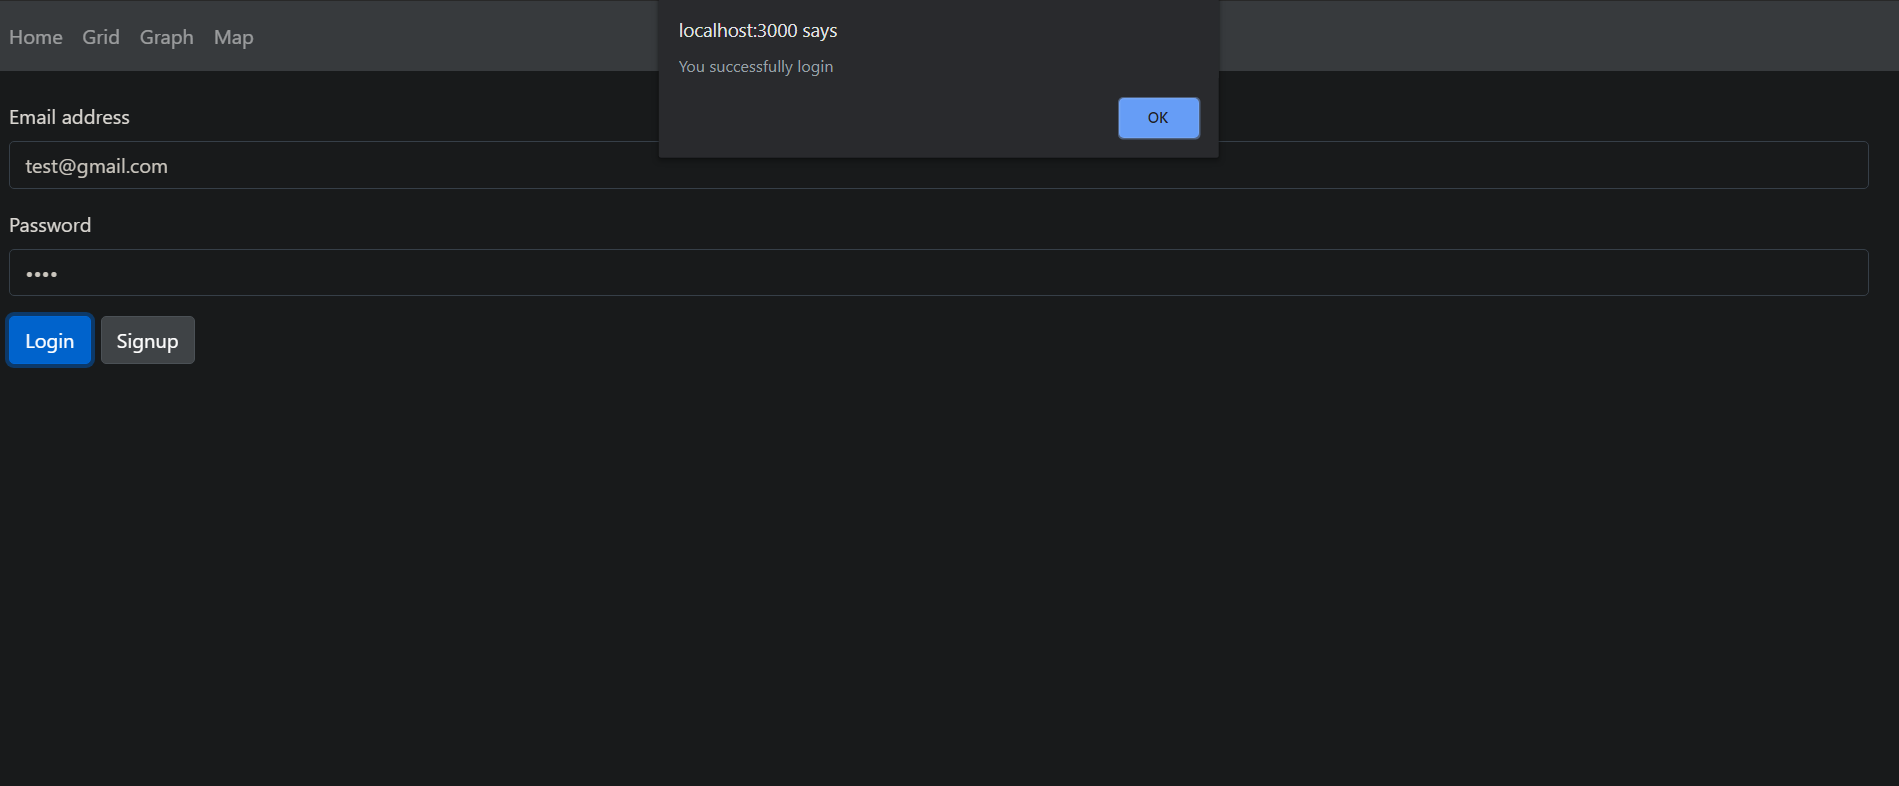 Home Grid Graph Map
localhost:3000 says
You successfully login
OK
Email address
test@gmail.com
Password
••••
Login Signup